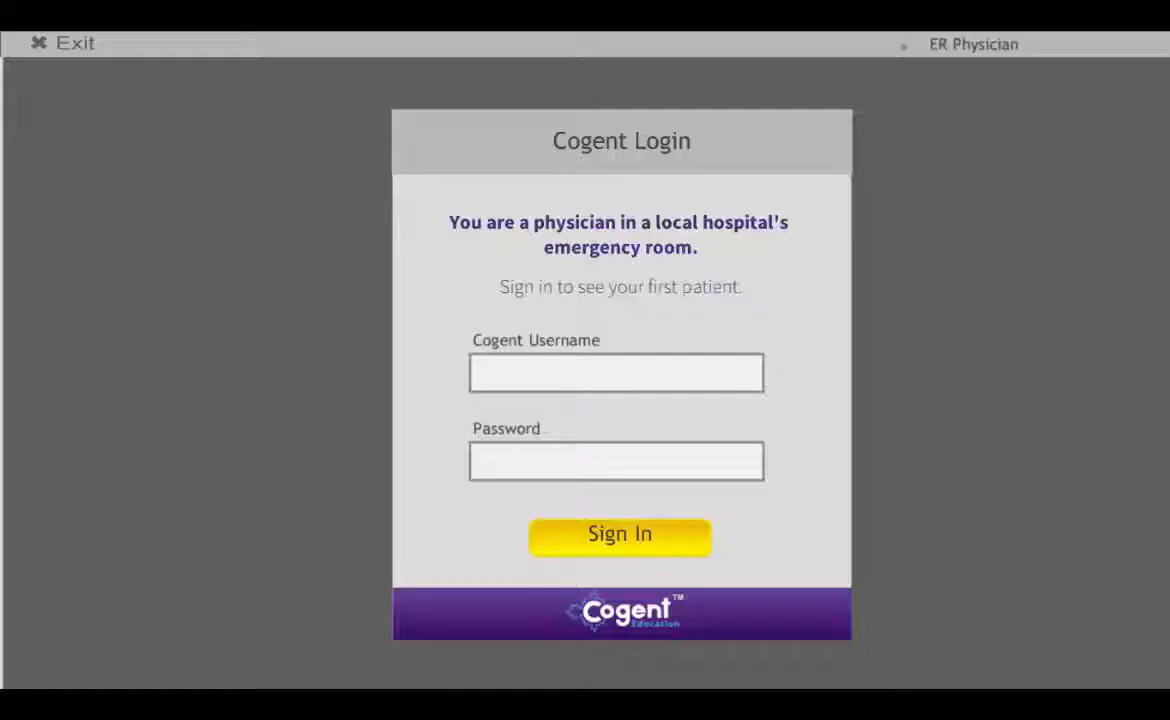 ✖ Exit
ER Physician
Cogent Login
You are a physician in a local hospital's
emergency room.
Sign in to see your first patient.
Cogent Username
Password
Sign In
Cogent™
Education